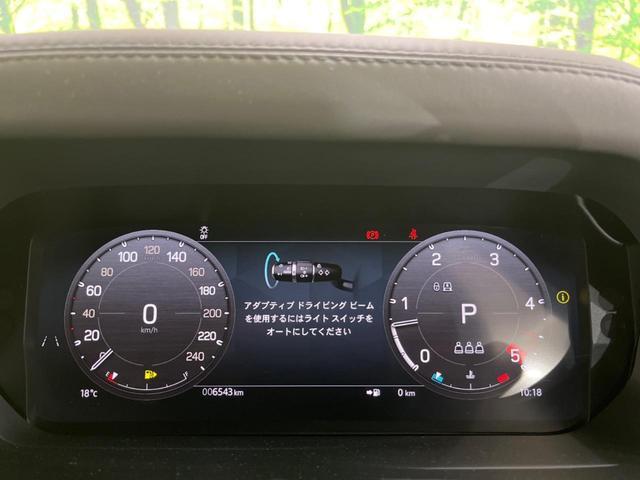 OFF
100 120 140
80 160
60 180
40 200
20 220
0 240
0
km/h
アダプティブ ドライビング ビーム
を使用するにはライト スイッチを
オートにしてください
2 3
1 4
0 5
P
18℃
006543km
0 km
10:18